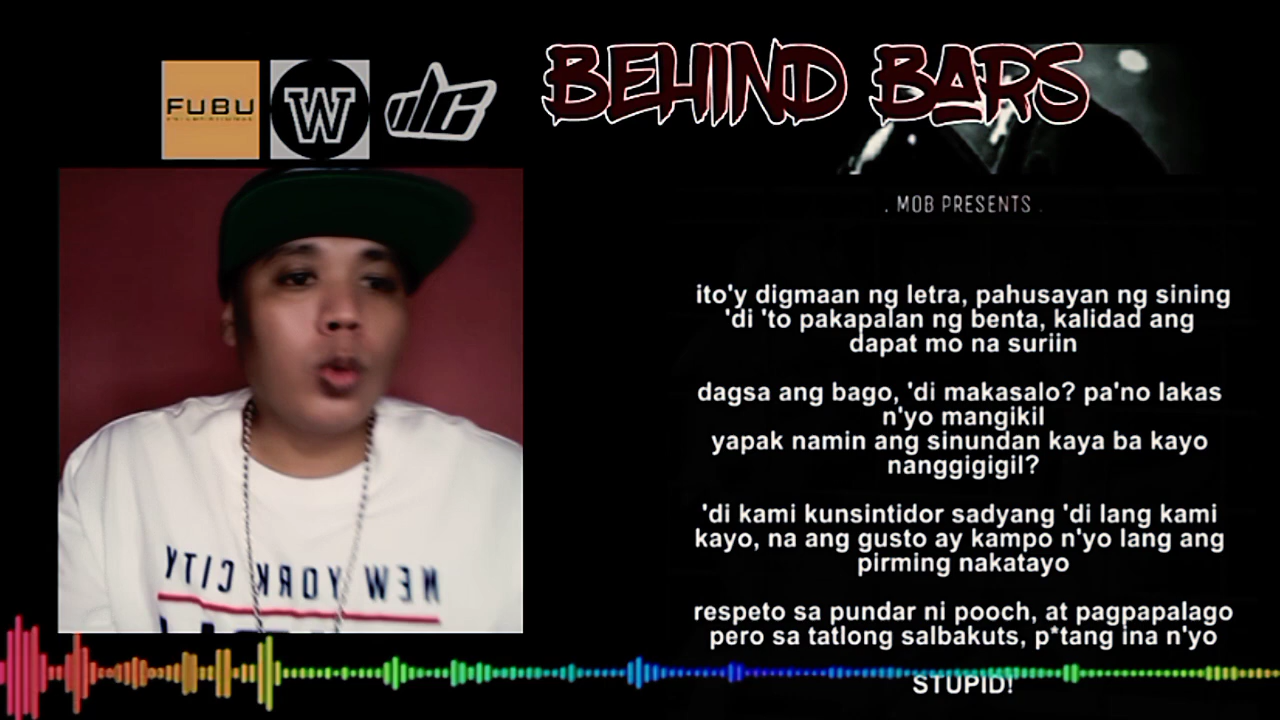 FUBU
W
BEHIND BARS
. MOB PRESENTS .
ito'y digmaan ng letra, pahusayan ng sining
'di 'to pakapalan ng benta, kalidad ang
dapat mo na suriin
dagsa ang bago, 'di makasalo? pa'no lakas
n'yo mangikil
yapak namin ang sinundan kaya ba kayo
nanggigigil?
'di kami kunsintidor sadyang 'di lang kami
kayo, na ang gusto ay kampo n'yo lang ang
pirming nakatayo
respeto sa pundar ni pooch, at pagpapalago
pero sa tatlong salbakuts, p*tang ina n'yo
STUPID!
NEW YORK CITY